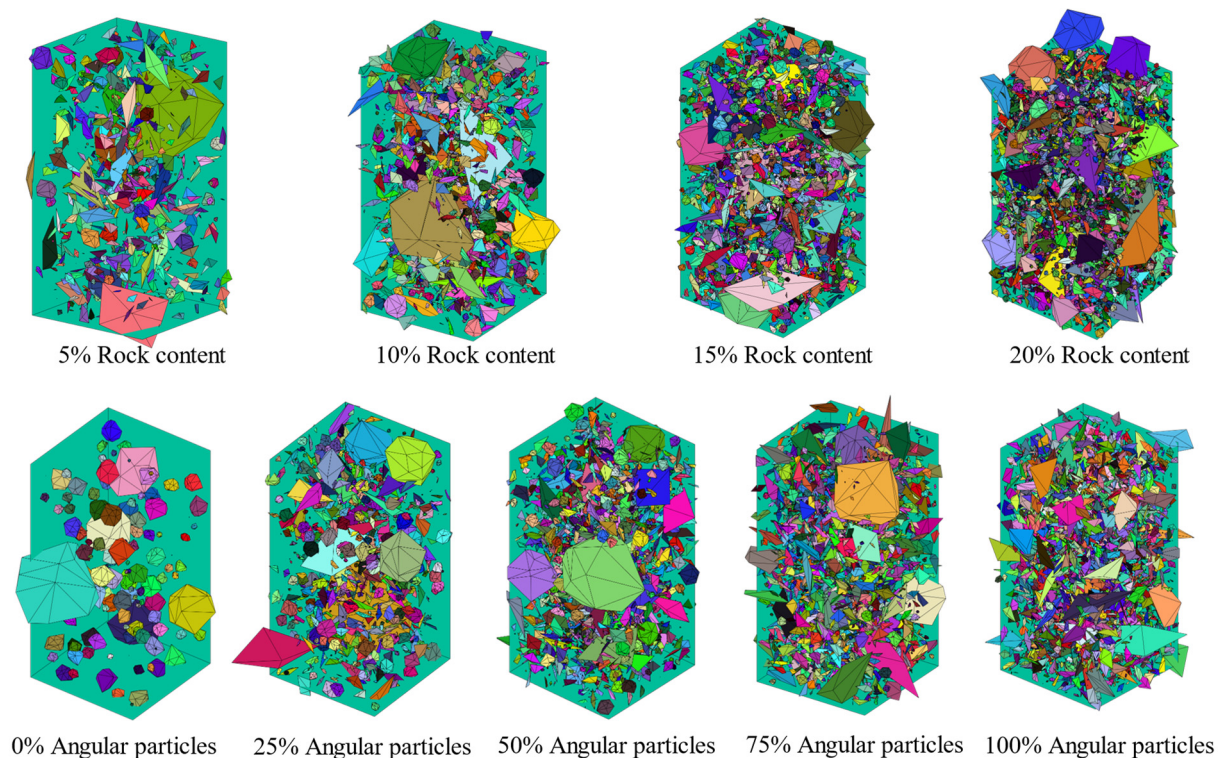 5% Rock content
10% Rock content
15% Rock content
20% Rock content
0% Angular particles
25% Angular particles
50% Angular particles
75% Angular particles
100% Angular particles